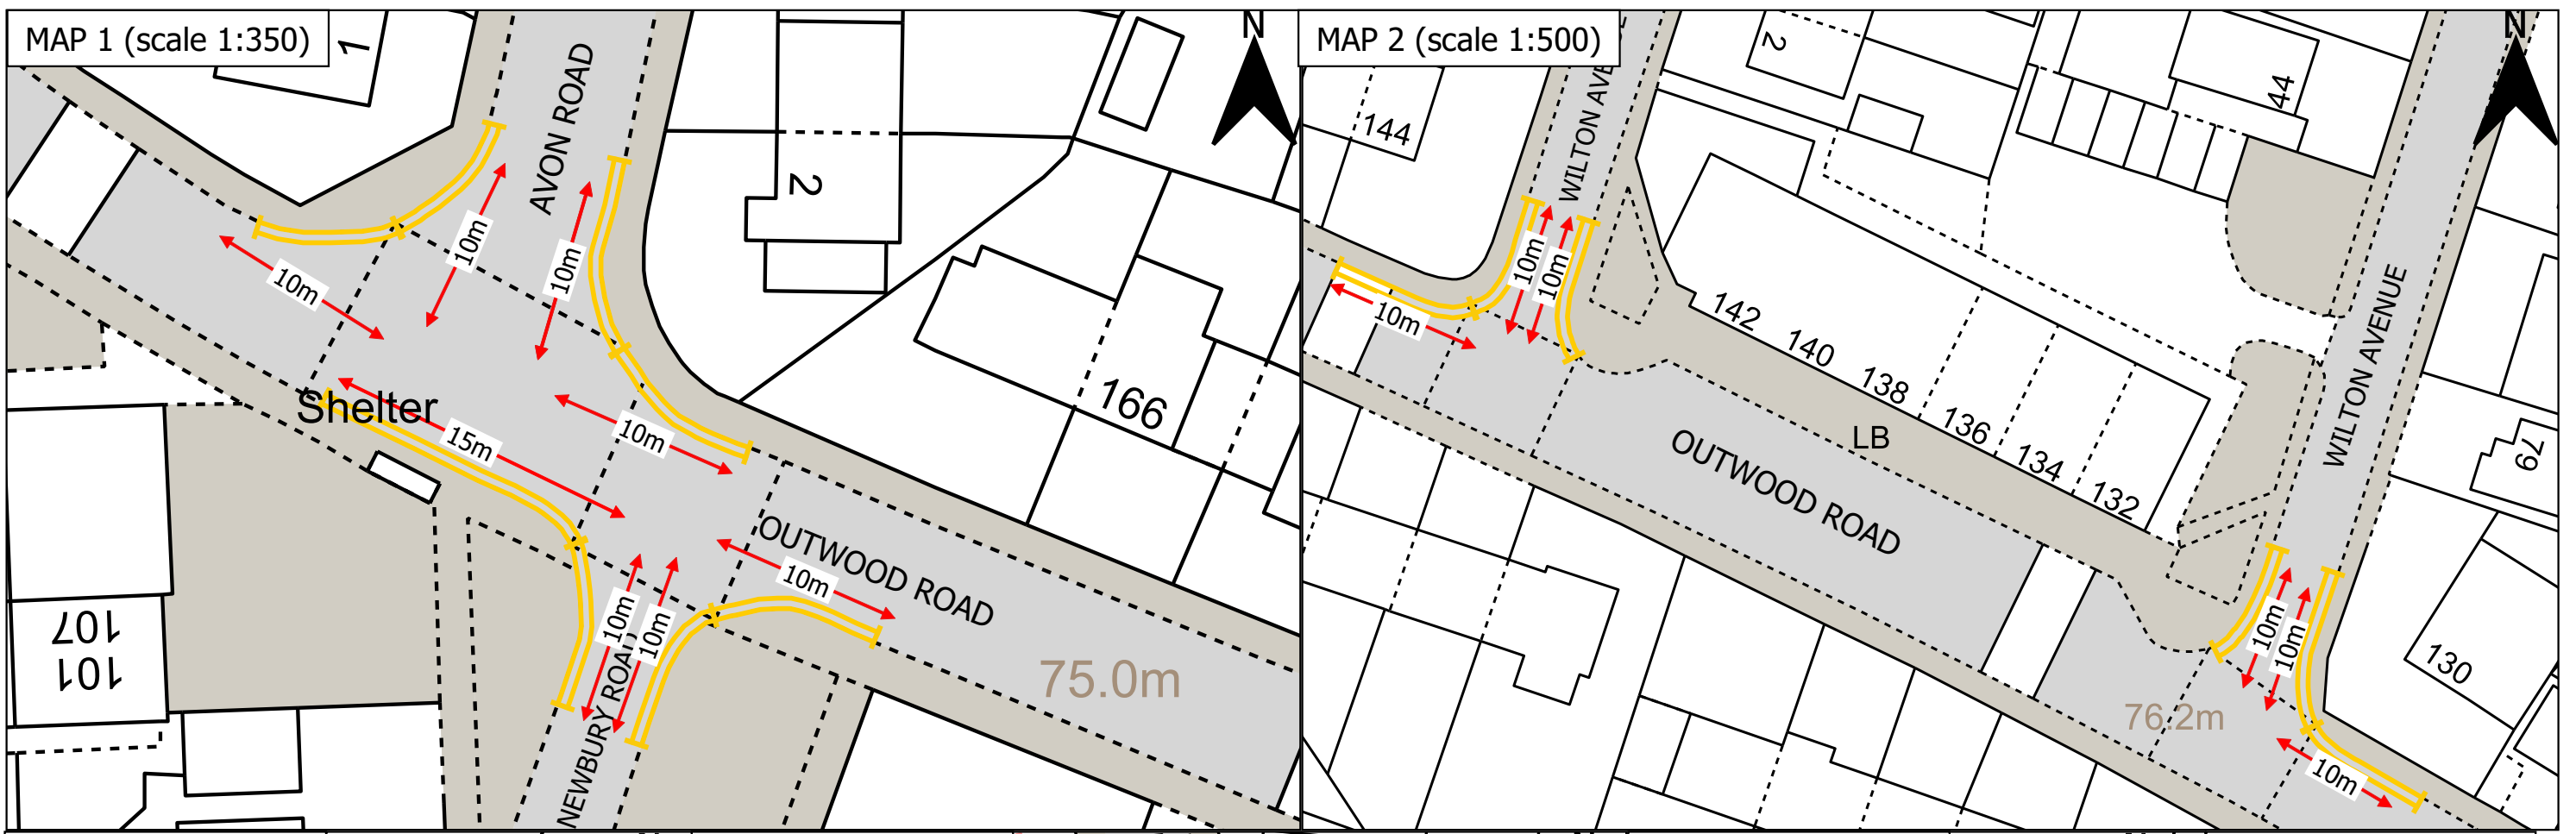 MAP 1 (scale 1:350)
1
AVON ROAD
N
2
10m
10m
10m
10m
Shelter
15m
166
OUTWOOD ROAD
10m
10m
10m
NEWBURY ROAD
75.0m
107
101
MAP 2 (scale 1:500)
N
2
44
144
WILTON AVE
10m
10m
10m
142
140
138
136
134
132
LB
OUTWOOD ROAD
WILTON AVENUE
79
130
10m
10m
76.2m
10m